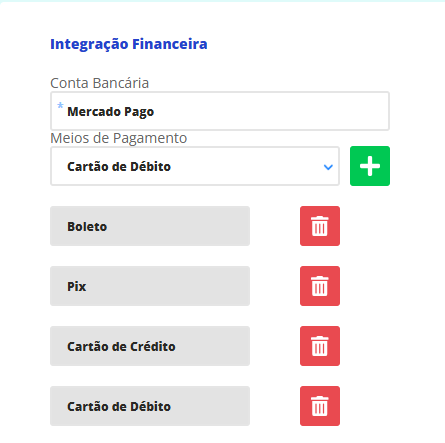 Integração Financeira
Conta Bancária
* Mercado Pago
Meios de Pagamento
Cartão de Débito
Boleto
Pix
Cartão de Crédito
Cartão de Débito